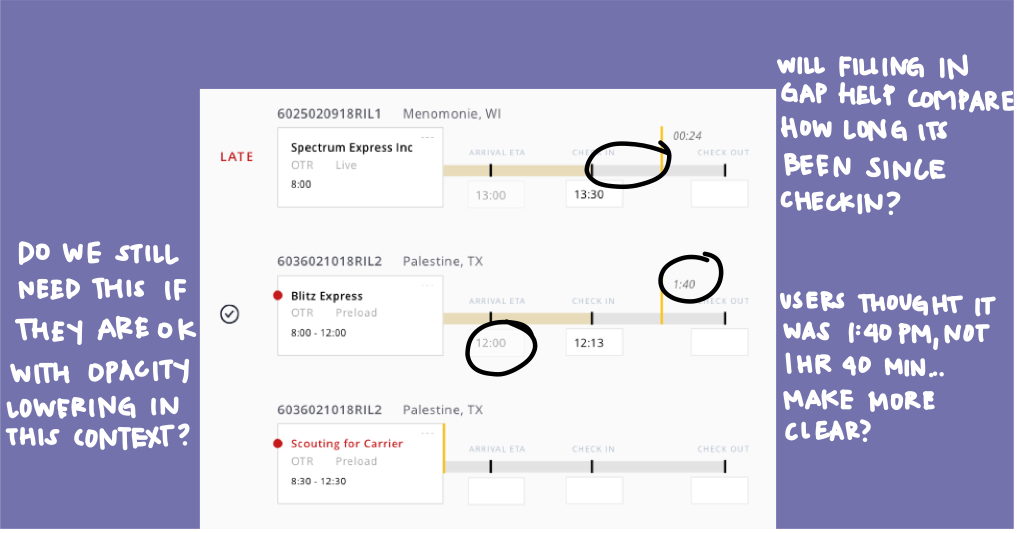 WILL FILLING IN
GAP HELP COMPARE
HOW LONG ITS
BEEN SINCE
CHECKIN?
6025020918RIL1 Menomonie, WI
LATE
Spectrum Express Inc
OTR Live
8:00
ARRIVAL ETA
CHECK IN
00:24
CHECK OUT
13:00
13:30
DO WE STILL
NEED THIS IF
THEY ARE OK
WITH OPACITY
LOWERING IN
THIS CONTEXT?
6036021018RIL2 Palestine, TX
Blitz Express
OTR Preload
8:00 - 12:00
ARRIVAL ETA
CHECK IN
1:40
CHECK OUT
12:00
12:13
USERS THOUGHT IT
WAS 1:40 PM, NOT
1 HR 40 MIN...
MAKE MORE
CLEAR?
6036021018RIL2 Palestine, TX
Scouting for Carrier
OTR Preload
8:30 - 12:30
ARRIVAL ETA
CHECK IN
CHECK OUT